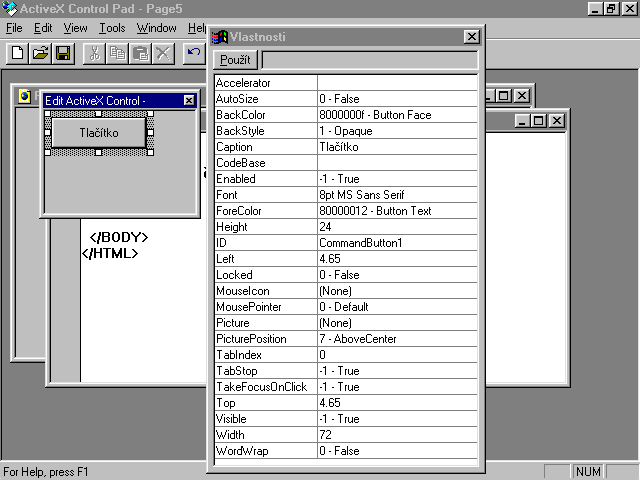 ActiveX Control Pad - Page5
File Edit View Tools Window Help
Vlastnosti
Použít
Edit ActiveX Control -
Tlačítko
</BODY>
</HTML>
Accelerator
AutoSize 0 - False
BackColor 8000000f - Button Face
BackStyle 1 - Opaque
Caption Tlačítko
CodeBase
Enabled -1 - True
Font 8pt MS Sans Serif
ForeColor 80000012 - Button Text
Height 24
ID CommandButton1
Left 4.65
Locked 0 - False
MouseIcon (None)
MousePointer 0 - Default
Picture (None)
PicturePosition 7 - AboveCenter
TabIndex 0
TabStop -1 - True
TakeFocusOnClick -1 - True
Top 4.65
Visible -1 - True
Width 72
WordWrap 0 - False
For Help, press F1
NUM